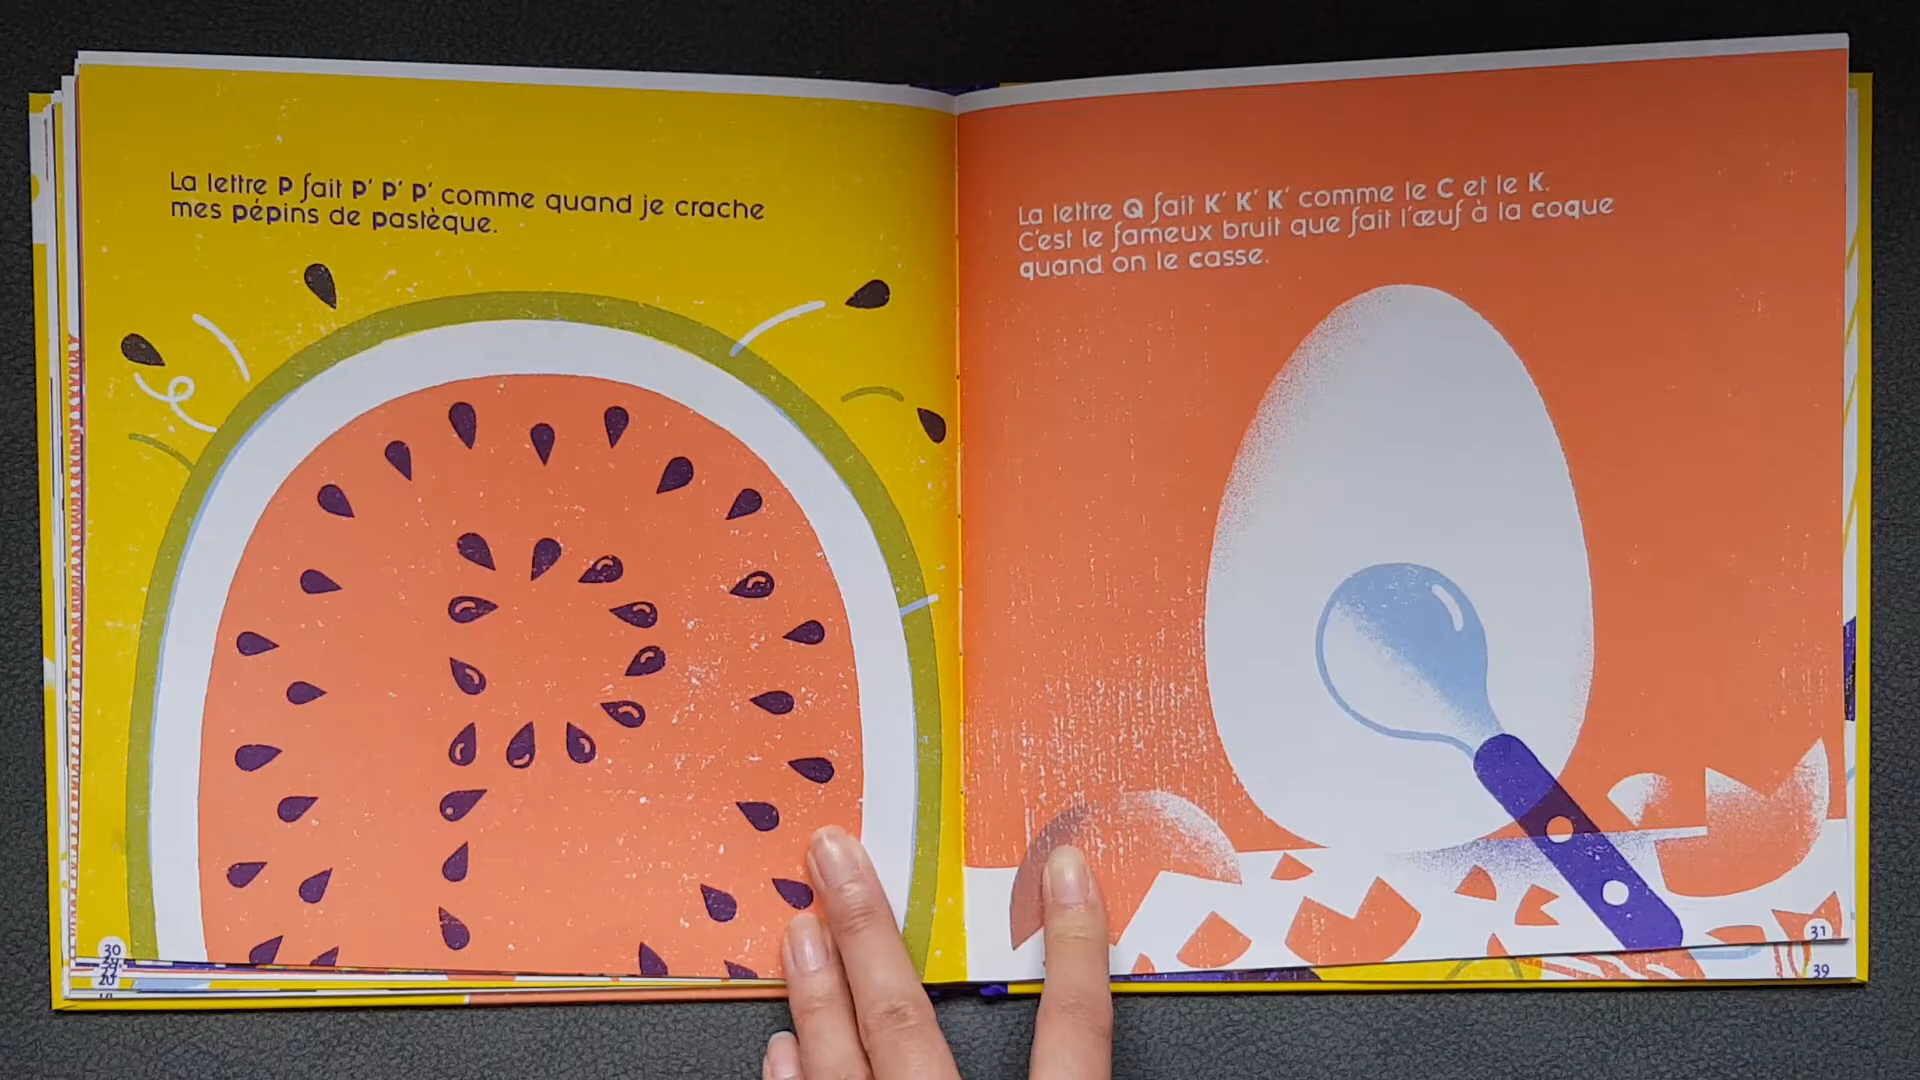 La lettre P fait P' P' P' comme quand je crache
mes pépins de pastèque.
La lettre Q fait K' K' K' comme le C et le K.
C'est le fameux bruit que fait l'œuf à la coque
quand on le casse.
30
20
31
39